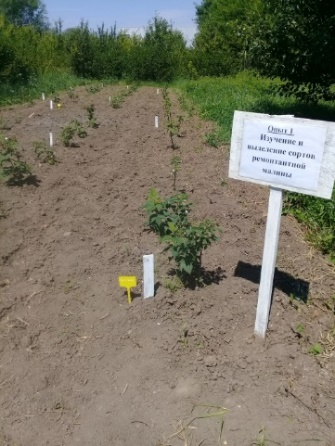 Опыт 1
Изучение и
выделение сортов
ремонтантной
малины